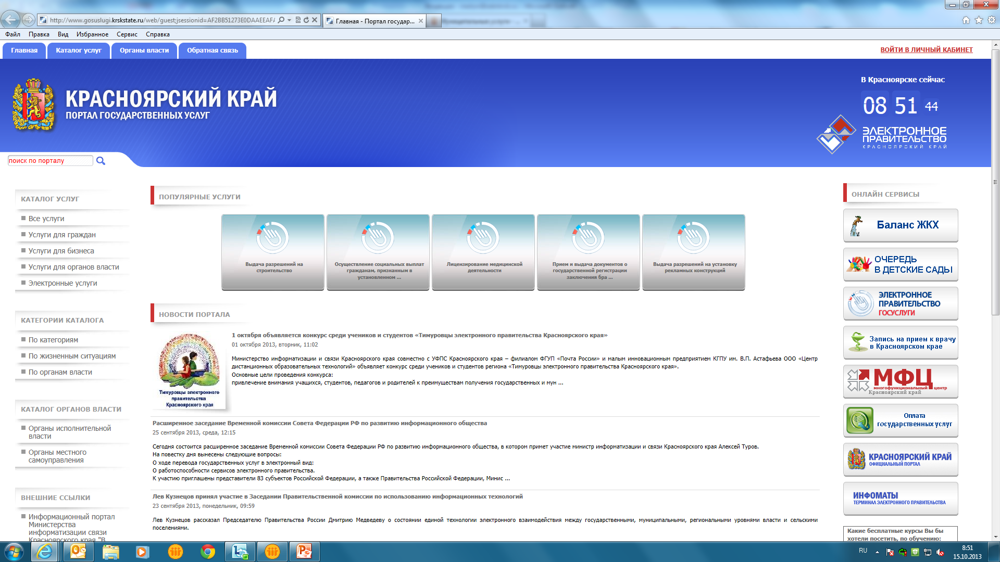 http://www.gosuslugi.krskstate.ru/web/guest;jsessionid=AF2BB51273E0DAAEEAFA
Главная - Портал государ...
Файл Правка Вид Избранное Сервис Справка
Главная Каталог услуг Органы власти Обратная связь
ВОЙТИ В ЛИЧНЫЙ КАБИНЕТ
КРАСНОЯРСКИЙ КРАЙ
ПОРТАЛ ГОСУДАРСТВЕННЫХ УСЛУГ
В Красноярске сейчас
08 51 44
ЭЛЕКТРОННОЕ
ПРАВИТЕЛЬСТВО
КРАСНОЯРСКИЙ КРАЙ
поиск по порталу
КАТАЛОГ УСЛУГ
Все услуги
Услуги для граждан
Услуги для бизнеса
Услуги для органов власти
Электронные услуги
КАТЕГОРИИ КАТАЛОГА
По категориям
По жизненным ситуациям
По органам власти
КАТАЛОГ ОРГАНОВ ВЛАСТИ
Органы исполнительной
власти
Органы местного
самоуправления
ВНЕШНИЕ ССЫЛКИ
Информационный портал
Министерства
информатизации связи
Красноярского края "В
ПОПУЛЯРНЫЕ УСЛУГИ
Выдача разрешений на
строительство
Осуществление социальных выплат
гражданам, признанным в
установленном ...
Лицензирование медицинской
деятельности
Прием и выдача документов о
государственной регистрации
заключения бра ...
Выдача разрешений на установку
рекламных конструкций
НОВОСТИ ПОРТАЛА
Тимуровцы электронного
правительства
Красноярского края
1 октября объявляется конкурс среди учеников и студентов «Тимуровцы электронного правительства Красноярского края»
01 октября 2013, вторник, 11:02
Министерство информатизации и связи Красноярского края совместно с УФПС Красноярского края – филиалом ФГУП «Почта России» и малым инновационным предприятием КГПУ им. В.П. Астафьева ООО «Центр
дистанционных образовательных технологий» объявляет конкурс среди учеников и студентов региона «Тимуровцы электронного правительства Красноярского края».
Основные цели проведения конкурса:
привлечение внимания учащихся, студентов, педагогов и родителей к преимуществам получения государственных и мун ...
Расширенное заседание Временной комиссии Совета Федерации РФ по развитию информационного общества
25 сентября 2013, среда, 12:15
Сегодня состоится расширенное заседание Временной комиссии Совета Федерации РФ по развитию информационного общества, в котором примет участие министр информатизации и связи Красноярского края Алексей Туров.
На повестку дня вынесены следующие вопросы:
О ходе перевода государственных услуг в электронный вид:
О работоспособности сервисов электронного правительства.
К участию приглашены представители 83 субъектов Российской Федерации, а также Правительства Российской Федерации, Минис ...
Лев Кузнецов принял участие в Заседании Правительственной комиссии по использованию информационных технологий
23 сентября 2013, понедельник, 09:59
Лев Кузнецов рассказал Председателю Правительства России Дмитрию Медведеву о состоянии единой технологии электронного взаимодействия между государственными, муниципальными, региональными уровнями власти и сельскими
поселениями.
ОНЛАЙН СЕРВИСЫ
Баланс ЖКХ
ОЧЕРЕДЬ
В ДЕТСКИЕ САДЫ
ЭЛЕКТРОННОЕ
ПРАВИТЕЛЬСТВО
ГОСУСЛУГИ
Запись на прием к врачу
в Красноярском крае
МФЦ
многофункциональный центр
Красноярский край
Оплата
государственных услуг
КРАСНОЯРСКИЙ КРАЙ
ОФИЦИАЛЬНЫЙ ПОРТАЛ
ИНФОМАТЫ
ТЕРМИНАЛ ЭЛЕКТРОННОГО ПРАВИТЕЛЬСТВА
Какие бесплатные курсы Вы бы
хотели посетить, по обучению:
RU
8:51
15.10.2013